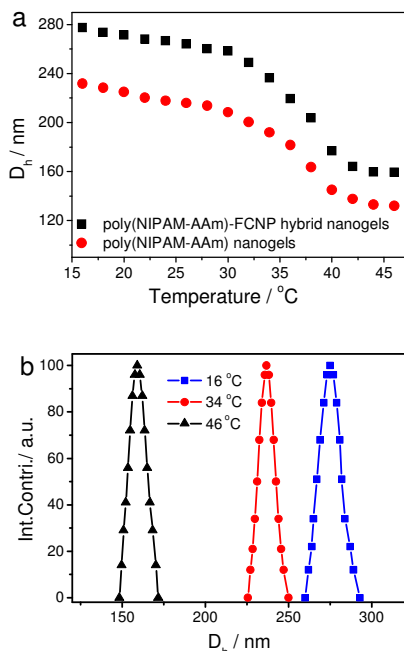 a
280
240
200
160
120
D_h / nm
poly(NIPAM-AAm)-FCNP hybrid nanogels
poly(NIPAM-AAm) nanogels
15 20 25 30 35 40 45
Temperature / °C
b
100
80
60
40
20
0
Int.Contri./ a.u.
16 °C
34 °C
46 °C
150 200 250 300
D_h / nm